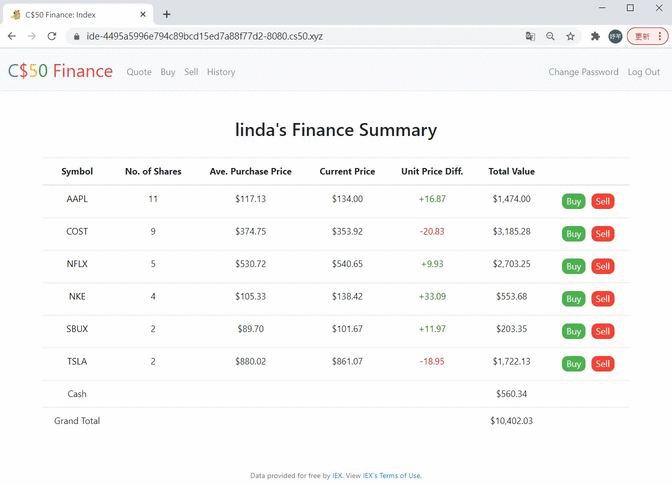 C$50 Finance: Index
ide-4495a5996e794c89bcd15ed7a88f77d2-8080.cs50.xyz
更新
C$50 Finance Quote Buy Sell History Change Password Log Out
linda's Finance Summary
Symbol No. of Shares Ave. Purchase Price Current Price Unit Price Diff. Total Value
AAPL 11 $117.13 $134.00 +16.87 $1,474.00 Buy Sell
COST 9 $374.75 $353.92 -20.83 $3,185.28 Buy Sell
NFLX 5 $530.72 $540.65 +9.93 $2,703.25 Buy Sell
NKE 4 $105.33 $138.42 +33.09 $553.68 Buy Sell
SBUX 2 $89.70 $101.67 +11.97 $203.35 Buy Sell
TSLA 2 $880.02 $861.07 -18.95 $1,722.13 Buy Sell
Cash $560.34
Grand Total $10,402.03
Data provided for free by IEX. View IEX's Terms of Use.